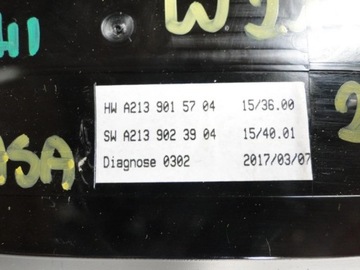 HW A213 901 57 04 15/36.00
SW A213 902 39 04 15/40.01
Diagnose 0302 2017/03/07